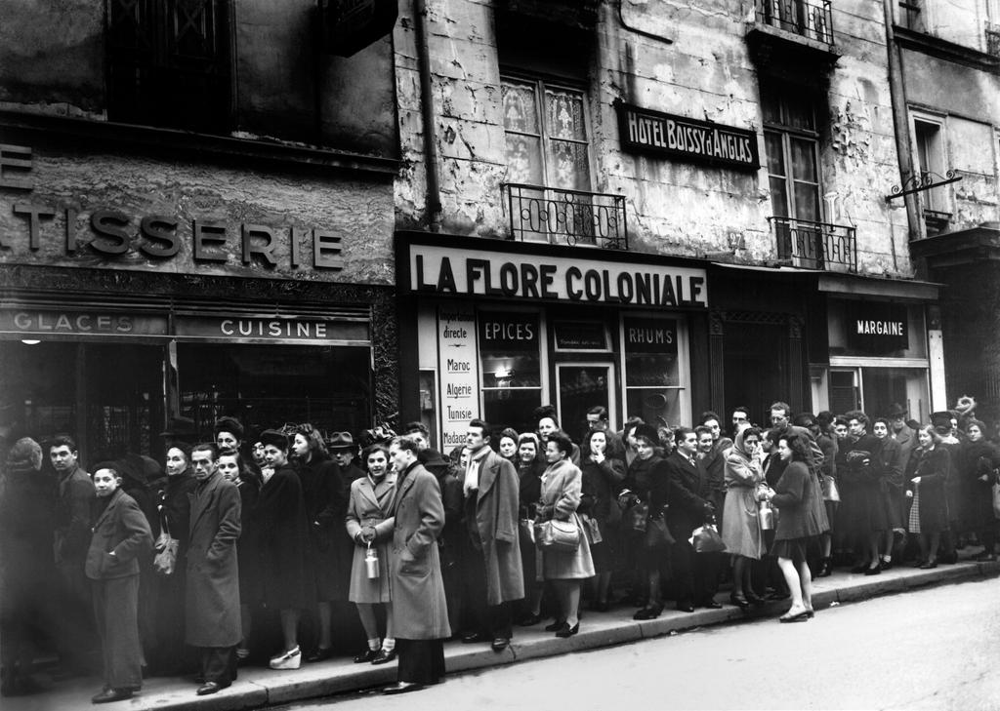 HOTEL BOISSY d'ANGLAS
E
TISSERIE
GLACES
CUISINE
LA FLORE COLONIALE
Importation
directe
Maroc
Algerie
Tunisie
EPICES
RHUMS
MARGAINE